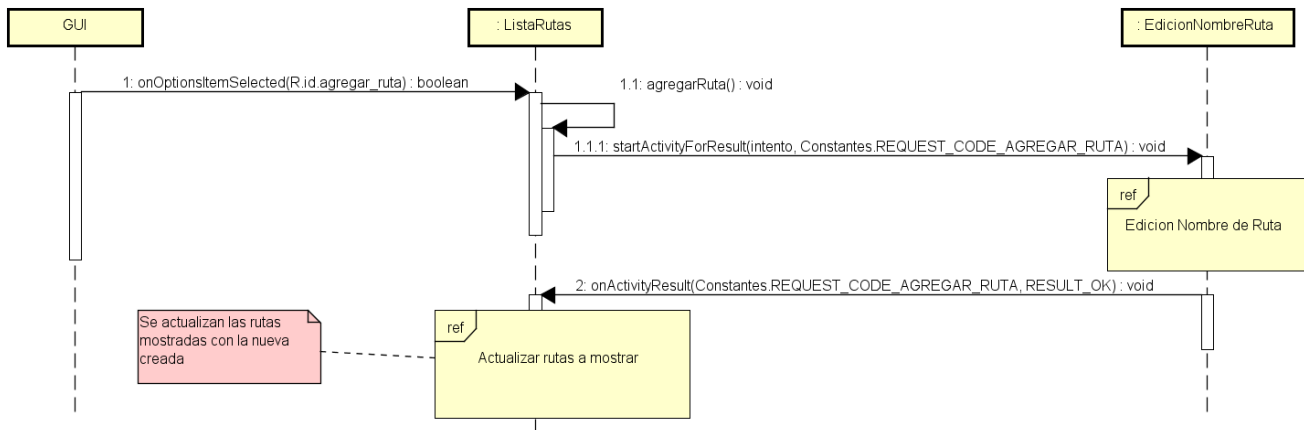 GUI
: ListaRutas
: EdicionNombreRuta
1: onOptionsItemSelected(R.id.agregar_ruta) : boolean
1.1: agregarRuta() : void
1.1.1: startActivityForResult(intento, Constantes.REQUEST_CODE_AGREGAR_RUTA) : void
ref
Edicion Nombre de Ruta
2: onActivityResult(Constantes.REQUEST_CODE_AGREGAR_RUTA, RESULT_OK) : void
Se actualizan las rutas
mostradas con la nueva
creada
ref
Actualizar rutas a mostrar